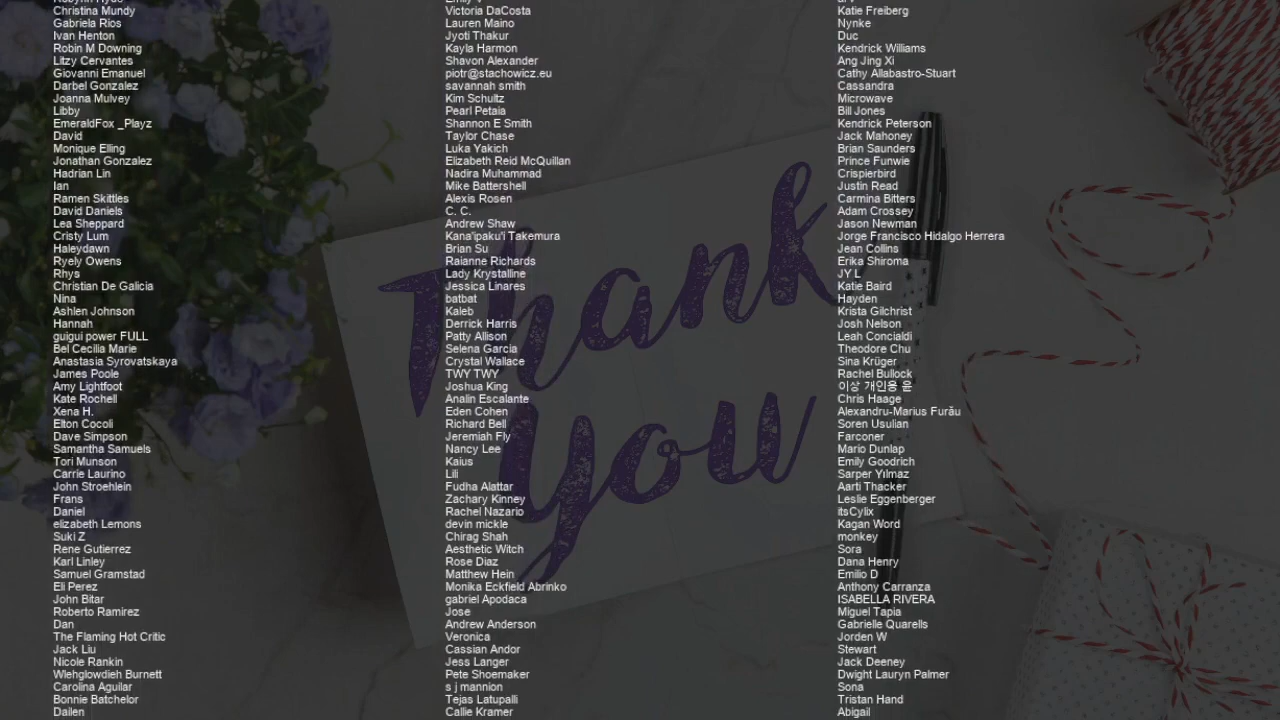 Christina Mundy
Gabriela Rios
Ivan Henton
Robin M Downing
Litzy Cervantes
Giovanni Emanuel
Darbel Gonzalez
Joanna Mulvey
Libby
EmeraldFox _Playz
David
Monique Elling
Jonathan Gonzalez
Hadrian Lin
Ian
Ramen Skittles
David Daniels
Lea Sheppard
Cristy Lum
Haleydawn
Ryely Owens
Rhys
Christian De Galicia
Nina
Ashlen Johnson
Hannah
guigui power FULL
Bel Cecilia Marie
Anastasia Syrovatskaya
James Poole
Amy Lightfoot
Kate Rochell
Xena H.
Elton Cocoli
Dave Simpson
Samantha Samuels
Tori Munson
Carrie Laurino
John Stroehlein
Frans
Daniel
elizabeth Lemons
Suki Z
Rene Gutierrez
Karl Linley
Samuel Gramstad
Eli Perez
John Bitar
Roberto Ramirez
Dan
The Flaming Hot Critic
Jack Liu
Nicole Rankin
Wlehglowdieh Burnett
Carolina Aguilar
Bonnie Batchelor
Dailen
Victoria DaCosta
Lauren Maino
Jyoti Thakur
Kayla Harmon
Shavon Alexander
piotr@stachowicz.eu
savannah smith
Kim Schultz
Pearl Petaia
Shannon E Smith
Taylor Chase
Luka Yakich
Elizabeth Reid McQuillan
Nadira Muhammad
Mike Battershell
Alexis Rosen
C. C.
Andrew Shaw
Kana'ipaku'i Takemura
Brian Su
Raianne Richards
Lady Krystalline
Jessica Linares
batbat
Kaleb
Derrick Harris
Patty Allison
Selena Garcia
Crystal Wallace
TWY TWY
Joshua King
Analin Escalante
Eden Cohen
Richard Bell
Jeremiah Fly
Nancy Lee
Kaius
Lili
Fudha Alattar
Zachary Kinney
Rachel Nazario
devin mickle
Chirag Shah
Aesthetic Witch
Rose Diaz
Matthew Hein
Monika Eckfield Abrinko
gabriel Apodaca
Jose
Andrew Anderson
Veronica
Cassian Andor
Jess Langer
Pete Shoemaker
s j mannion
Tejas Latupalli
Callie Kramer
Katie Freiberg
Nynke
Duc
Kendrick Williams
Ang Jing Xi
Cathy Allabastro-Stuart
Cassandra
Microwave
Bill Jones
Kendrick Peterson
Jack Mahoney
Brian Saunders
Prince Funwie
Crispierbird
Justin Read
Carmina Bitters
Adam Crossey
Jason Newman
Jorge Francisco Hidalgo Herrera
Jean Collins
Erika Shiroma
JY L
Katie Baird
Hayden
Krista Gilchrist
Josh Nelson
Leah Concialdi
Theodore Chu
Sina Krüger
Rachel Bullock
이상 개인용 윤
Chris Haage
Alexandru-Marius Furău
Soren Usulian
Farconer
Mario Dunlap
Emily Goodrich
Sarper Yılmaz
Aarti Thacker
Leslie Eggenberger
itsCylix
Kagan Word
monkey
Sora
Dana Henry
Emilio D
Anthony Carranza
ISABELLA RIVERA
Miguel Tapia
Gabrielle Quarells
Jorden W
Stewart
Jack Deeney
Dwight Lauryn Palmer
Sona
Tristan Hand
Abigail
Thank
you